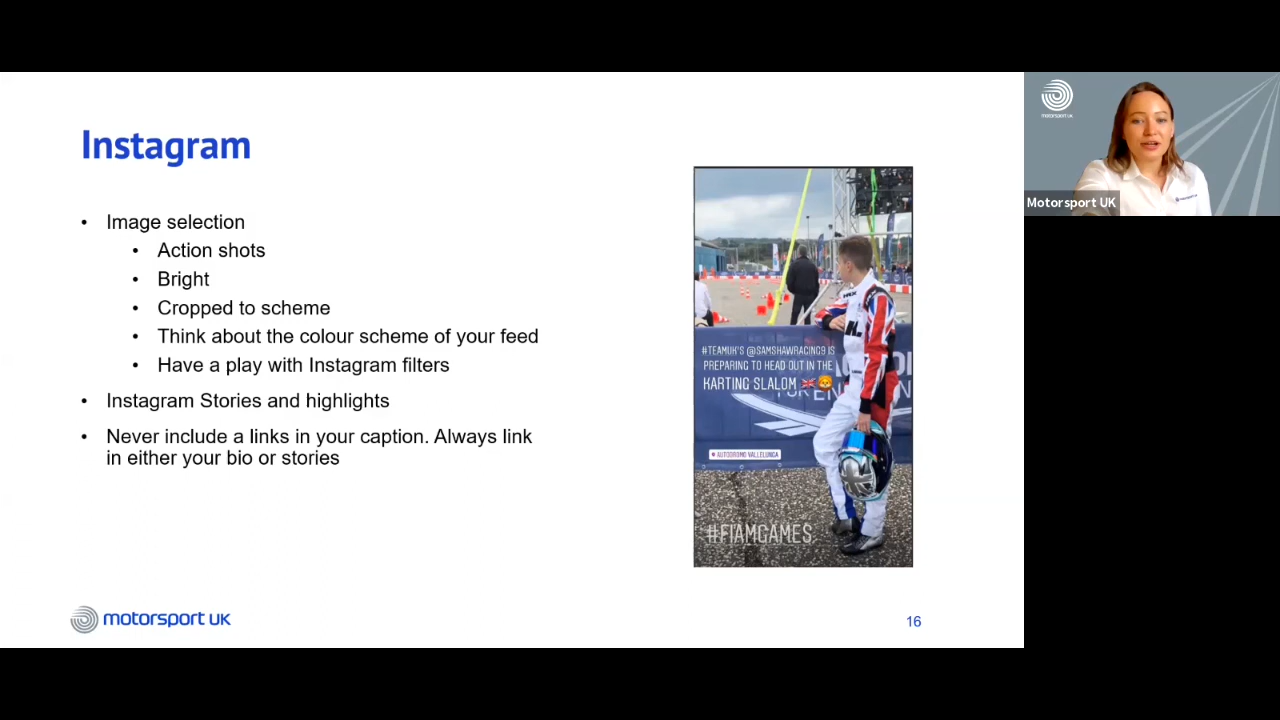 Instagram
• Image selection
• Action shots
• Bright
• Cropped to scheme
• Think about the colour scheme of your feed
• Have a play with Instagram filters
• Instagram Stories and highlights
• Never include a links in your caption. Always link
in either your bio or stories
#TEAMUK'S @SAMSHAWRACING9 IS
PREPARING TO HEAD OUT IN THE
KARTING SLALOM
AUTODROMO VALLELUNGA
#FIAMGAMES
motorsport UK
16
motorsport UK
Motorsport UK